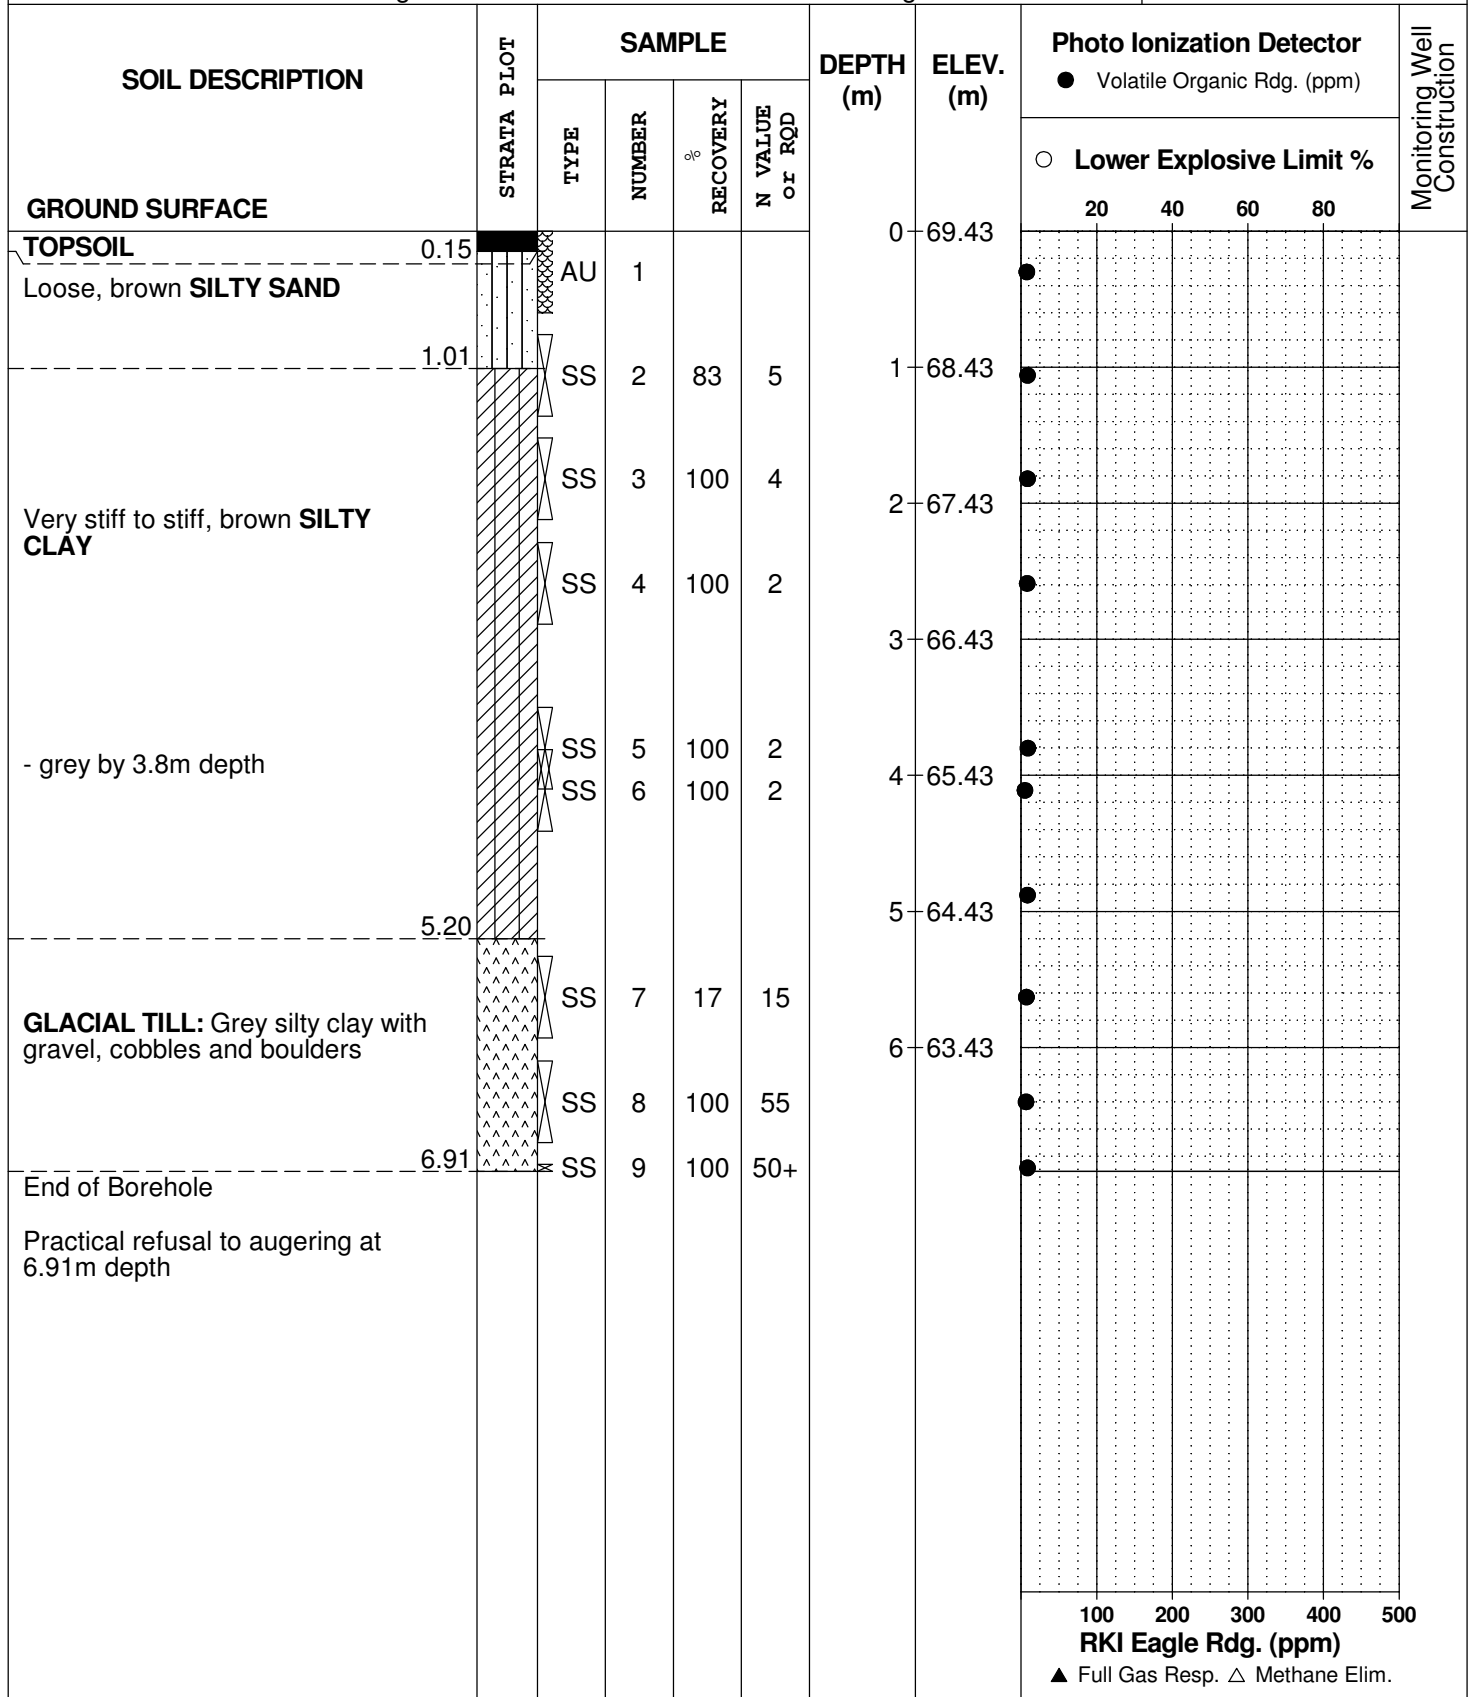 SOIL DESCRIPTION
GROUND SURFACE
STRATA PLOT
SAMPLE
TYPE
NUMBER
%
RECOVERY
N VALUE
or RQD
DEPTH
(m)
ELEV.
(m)
Photo Ionization Detector
● Volatile Organic Rdg. (ppm)
○ Lower Explosive Limit %
20 40 60 80
Monitoring Well
Construction
0 69.43
TOPSOIL 0.15
AU 1
Loose, brown SILTY SAND
1.01
1 68.43
SS 2 83 5
SS 3 100 4
2 67.43
Very stiff to stiff, brown SILTY
CLAY
SS 4 100 2
3 66.43
SS 5 100 2
- grey by 3.8m depth
4 65.43
SS 6 100 2
5 64.43
5.20
SS 7 17 15
GLACIAL TILL: Grey silty clay with
gravel, cobbles and boulders
6 63.43
SS 8 100 55
6.91
SS 9 100 50+
End of Borehole
Practical refusal to augering at
6.91m depth
100 200 300 400 500
RKI Eagle Rdg. (ppm)
▲ Full Gas Resp. △ Methane Elim.